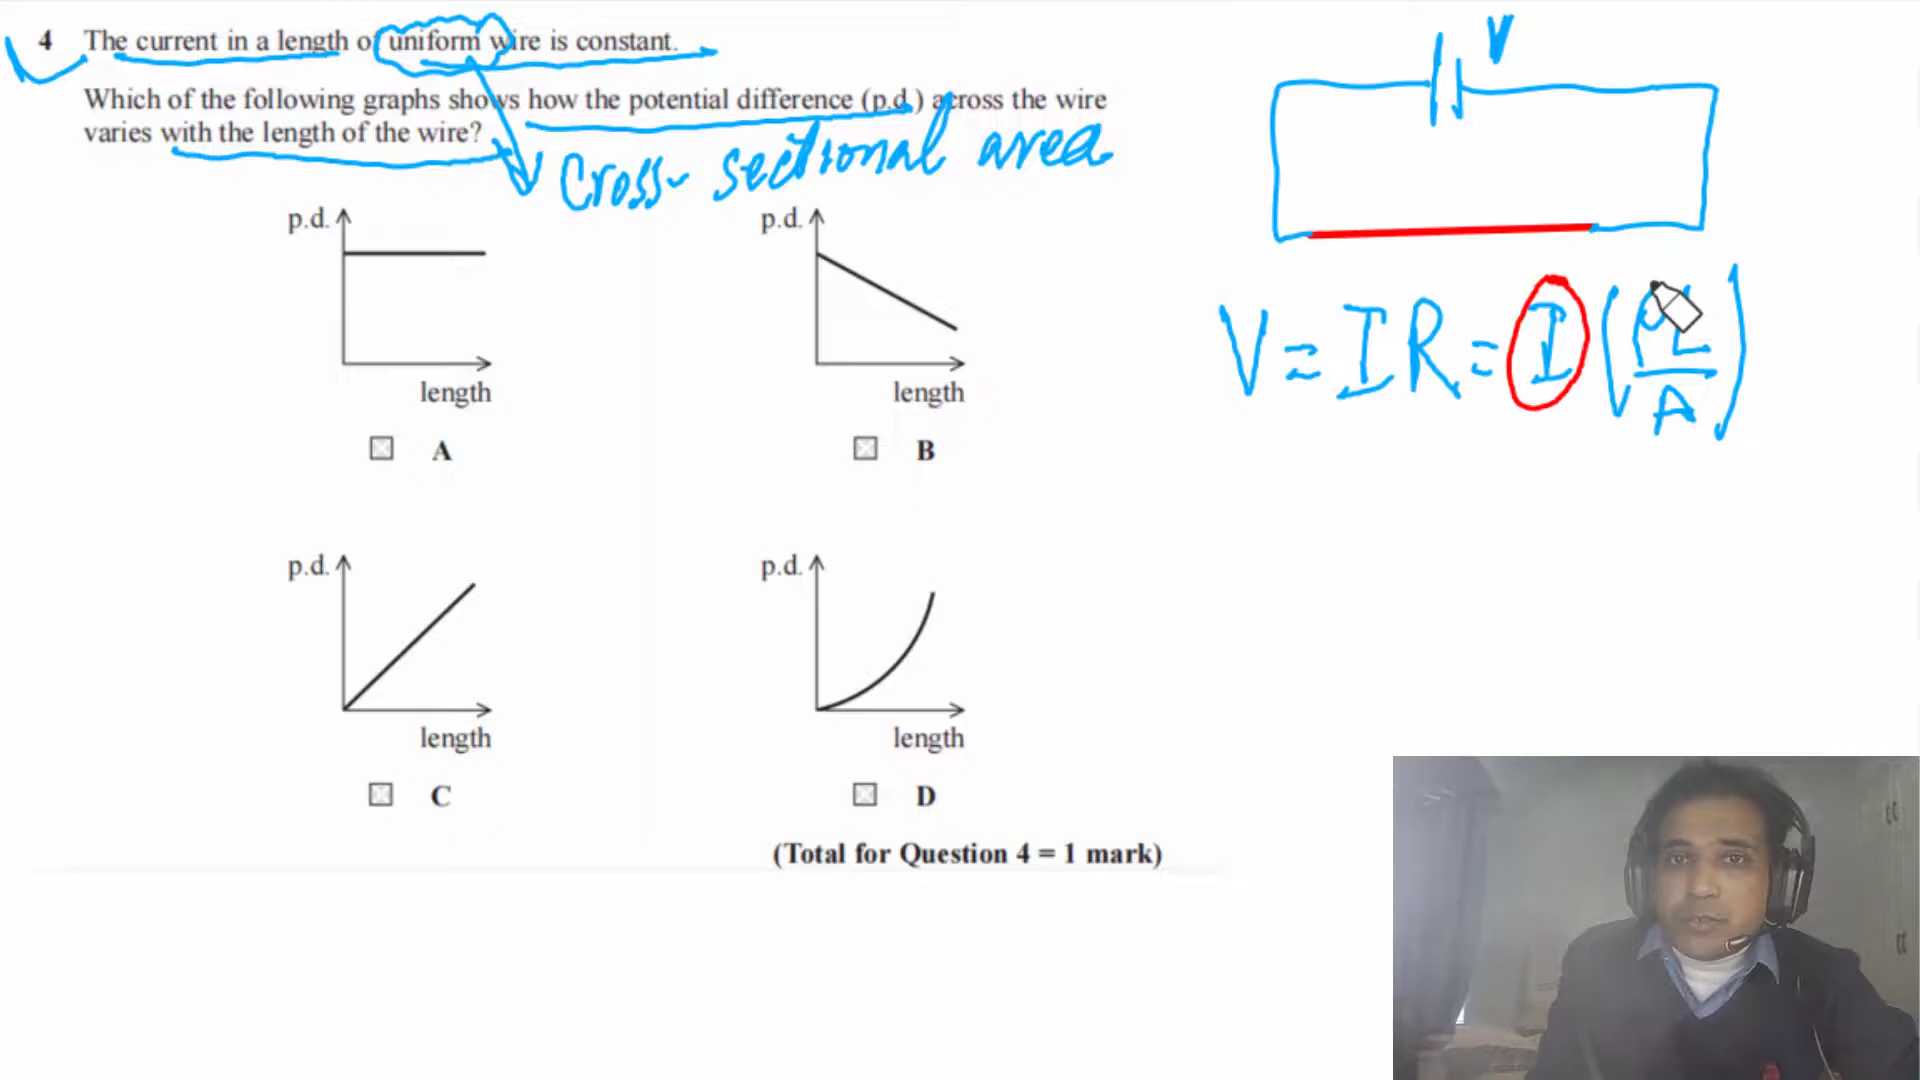 4 The current in a length of uniform wire is constant.
Which of the following graphs shows how the potential difference (p.d.) across the wire
varies with the length of the wire?
Cross-sectional area
V
V = IR = I (ρL/A)
p.d.
length
A
p.d.
length
B
p.d.
length
C
p.d.
length
D
(Total for Question 4 = 1 mark)